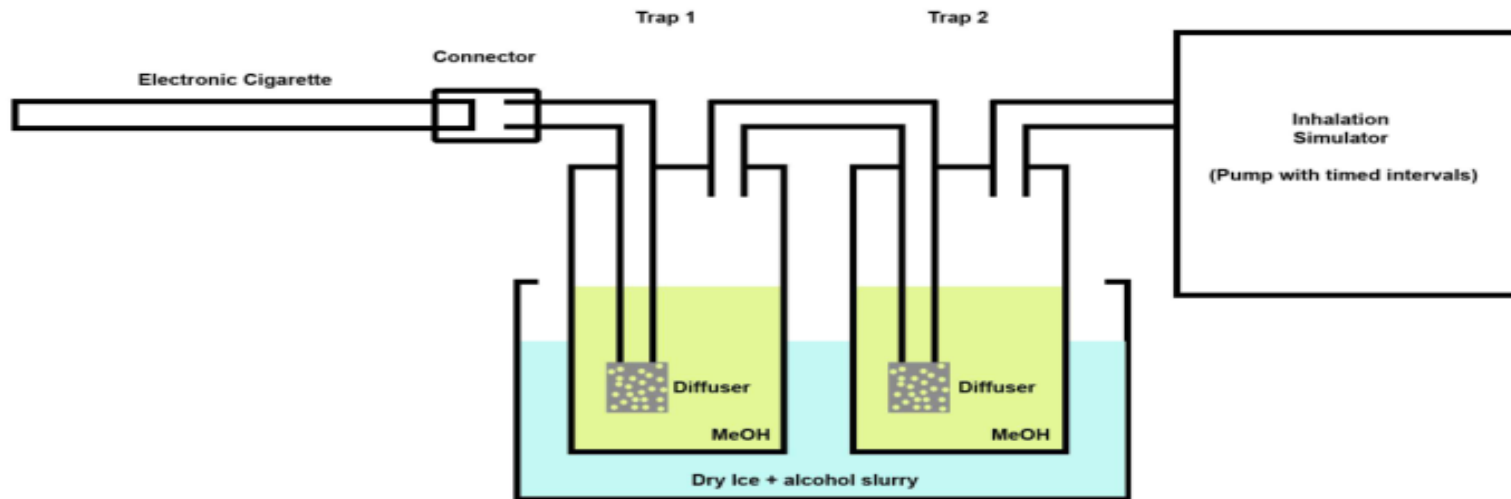 Trap 1
Trap 2
Connector
Electronic Cigarette
Inhalation
Simulator
(Pump with timed intervals)
Diffuser
Diffuser
MeOH
MeOH
Dry Ice + alcohol slurry